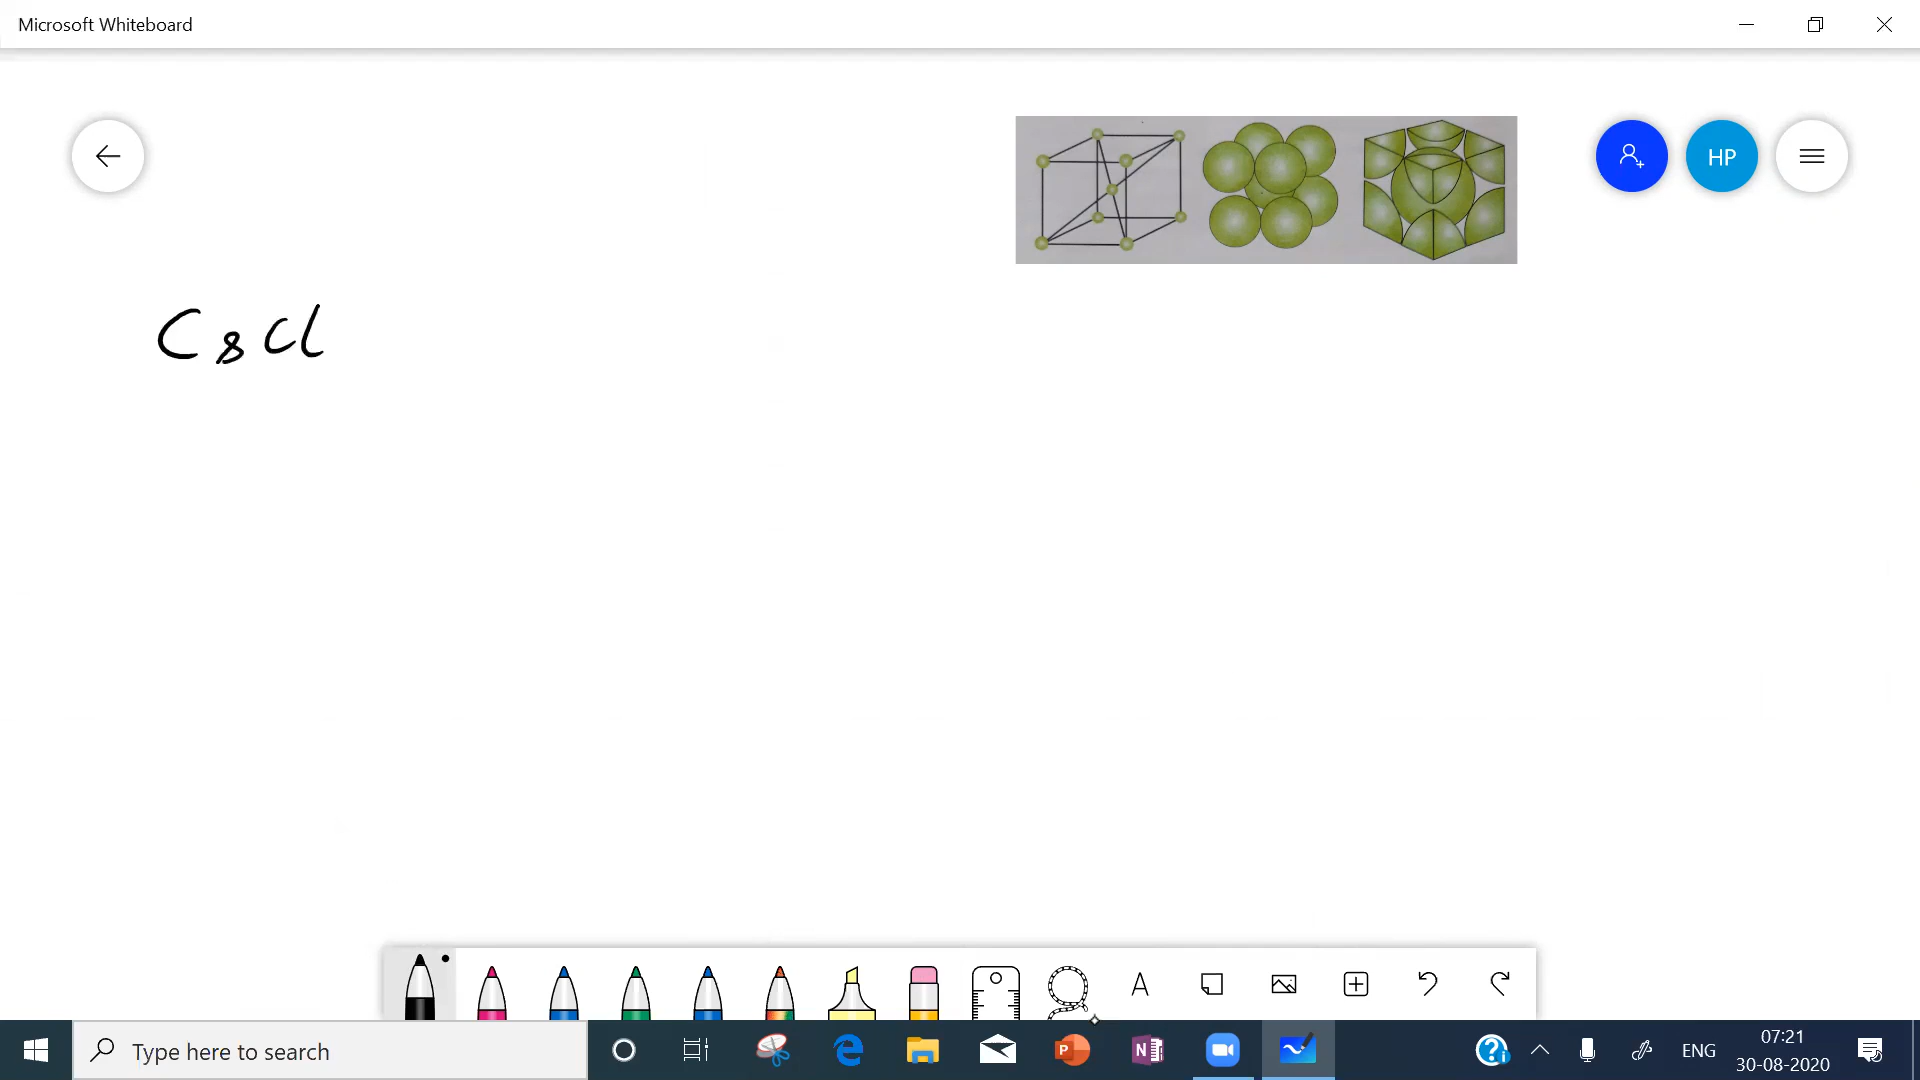 Microsoft Whiteboard
HP
CsCl
A
Type here to search
P
N
ENG
07:21
30-08-2020